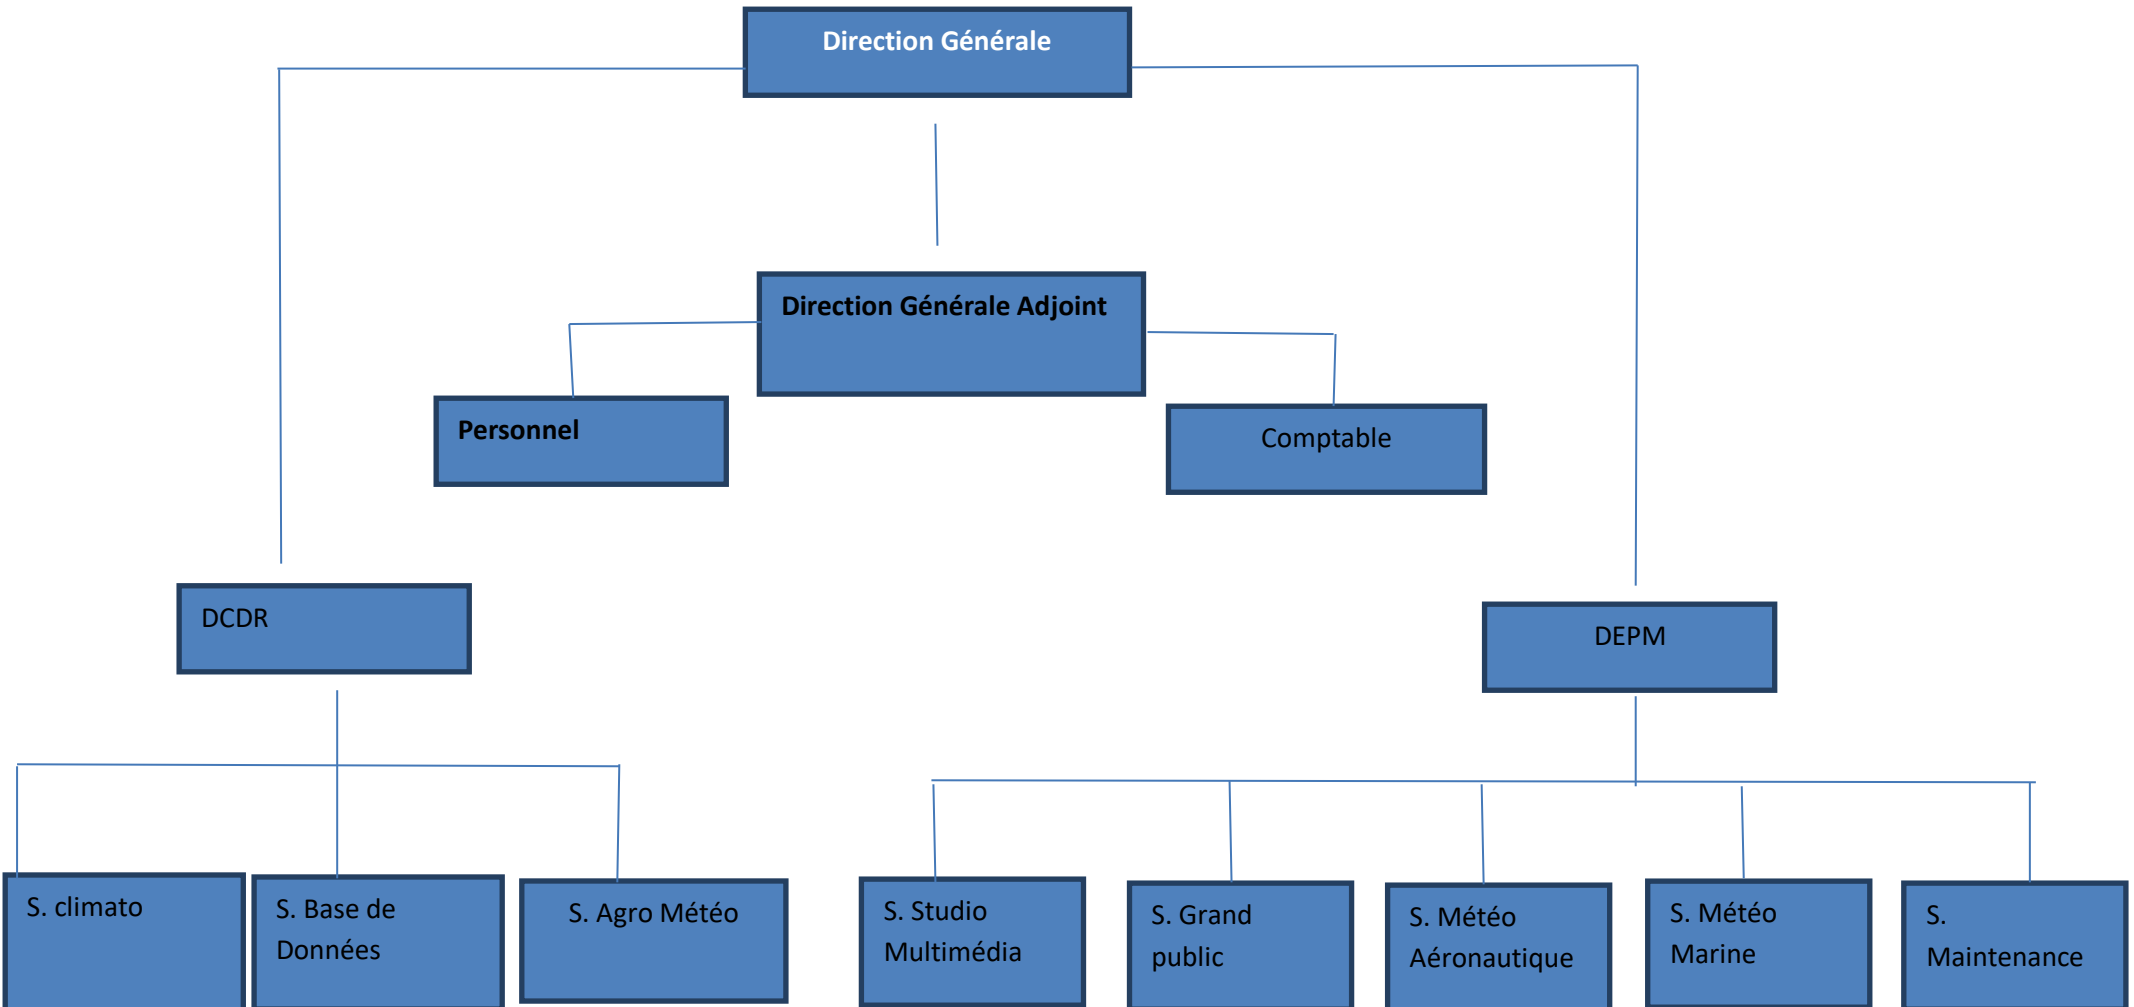 Direction Générale
Direction Générale Adjoint
Personnel
Comptable
DCDR
DEPM
S. climato
S. Base de
Données
S. Agro Météo
S. Studio
Multimédia
S. Grand
public
S. Météo
Aéronautique
S. Météo
Marine
S.
Maintenance